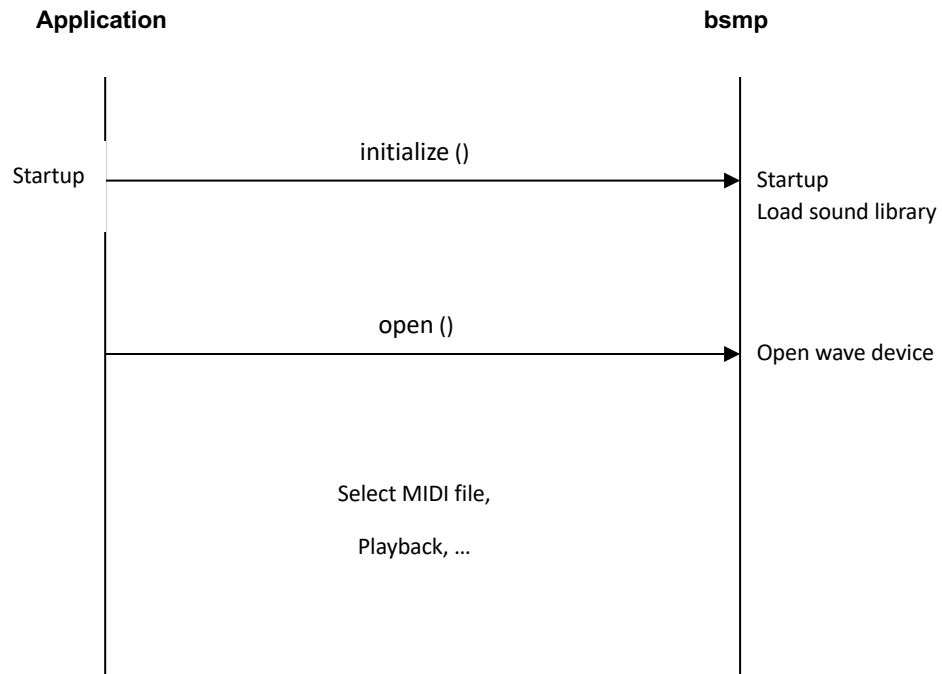 Application
bsmp
initialize ()
Startup
Startup
Load sound library
open ()
Open wave device
Select MIDI file,
Playback, ...